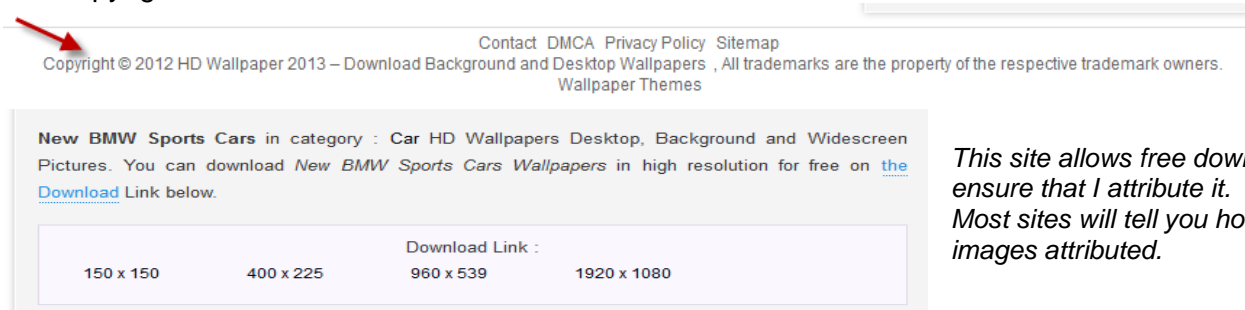 Contact DMCA Privacy Policy Sitemap
Copyright © 2012 HD Wallpaper 2013 – Download Background and Desktop Wallpapers , All trademarks are the property of the respective trademark owners.
Wallpaper Themes
New BMW Sports Cars in category : Car HD Wallpapers Desktop, Background and Widescreen
Pictures. You can download New BMW Sports Cars Wallpapers in high resolution for free on the
Download Link below.
Download Link :
150 x 150 400 x 225 960 x 539 1920 x 1080
This site allows free
ensure that I attribute it.
Most sites will tell you
images attributed.